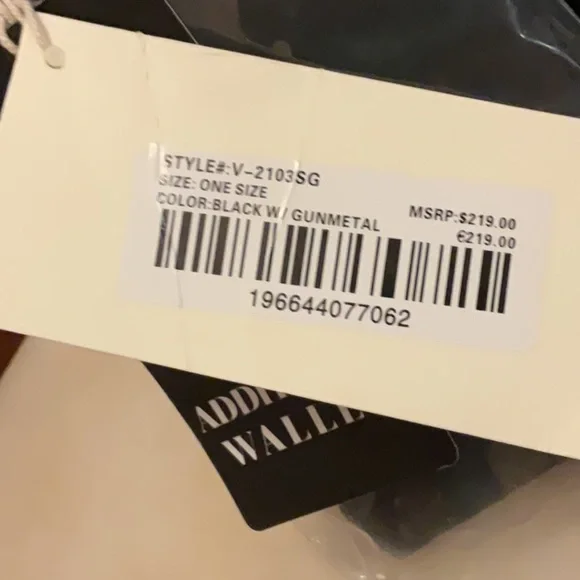 STYLE#:V-2103SG
SIZE: ONE SIZE
COLOR:BLACK W/ GUNMETAL
MSRP:$219.00
€219.00
196644077062